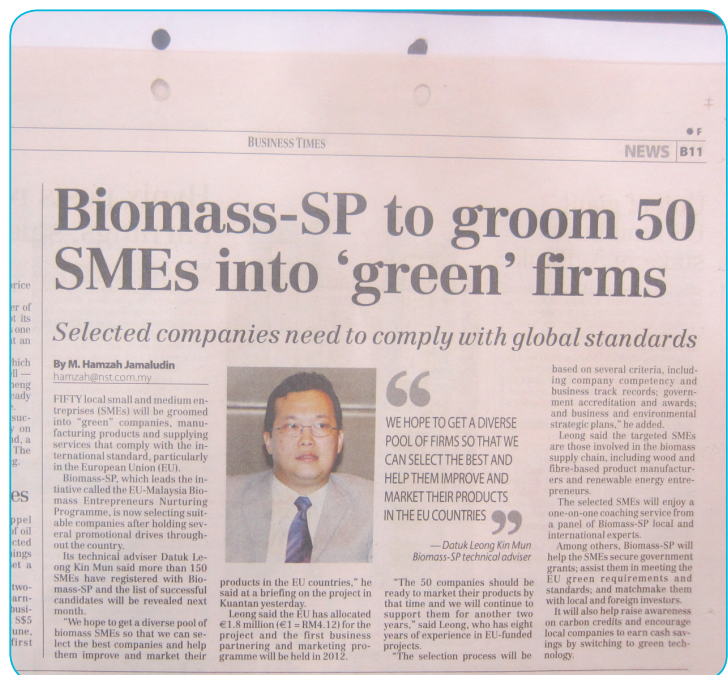 BUSINESS TIMES
● F
NEWS B11
Biomass-SP to groom 50
SMEs into ‘green’ firms
Selected companies need to comply with global standards
By M. Hamzah Jamaludin
hamzah@nst.com.my
FIFTY local small and medium en-
treprises (SMEs) will be groomed
into "green" companies, manu-
facturing products and supplying
services that comply with the in-
ternational standard, particularly
in the European Union (EU).
Biomass-SP, which leads the in-
itiative called the EU-Malaysia Bio-
mass Entrepreneurs Nurturing
Programme, is now selecting suit-
able companies after holding sev-
eral promotional drives through-
out the country.
Its technical adviser Datuk Le-
ong Kin Mun said more than 150
SMEs have registered with Bio-
mass-SP and the list of successful
candidates will be revealed next
month.
"We hope to get a diverse pool of
biomass SMEs so that we can se-
lect the best companies and help
them improve and market their
products in the EU countries," he
said at a briefing on the project in
Kuantan yesterday.
Leong said the EU has allocated
€1.8 million (€1 = RM4.12) for the
project and the first business
partnering and marketing pro-
gramme will be held in 2012.
“
WE HOPE TO GET A DIVERSE
POOL OF FIRMS SO THAT WE
CAN SELECT THE BEST AND
HELP THEM IMPROVE AND
MARKET THEIR PRODUCTS
IN THE EU COUNTRIES ”
— Datuk Leong Kin Mun
Biomass-SP technical adviser
"The 50 companies should be
ready to market their products by
that time and we will continue to
support them for another two
years," said Leong, who has eight
years of experience in EU-funded
projects.
"The selection process will be
based on several criteria, includ-
ing company competency and
business track records; govern-
ment accreditation and awards;
and business and environmental
strategic plans," he added.
Leong said the targeted SMEs
are those involved in the biomass
supply chain, including wood and
fibre-based product manufactur-
ers and renewable energy entre-
preneurs.
The selected SMEs will enjoy a
one-on-one coaching service from
a panel of Biomass-SP local and
international experts.
Among others, Biomass-SP will
help the SMEs secure government
grants; assist them in meeting the
EU green requirements and
standards; and matchmake them
with local and foreign investors.
It will also help raise awareness
on carbon credits and encourage
local companies to earn cash sav-
ings by switching to green tech-
nology.